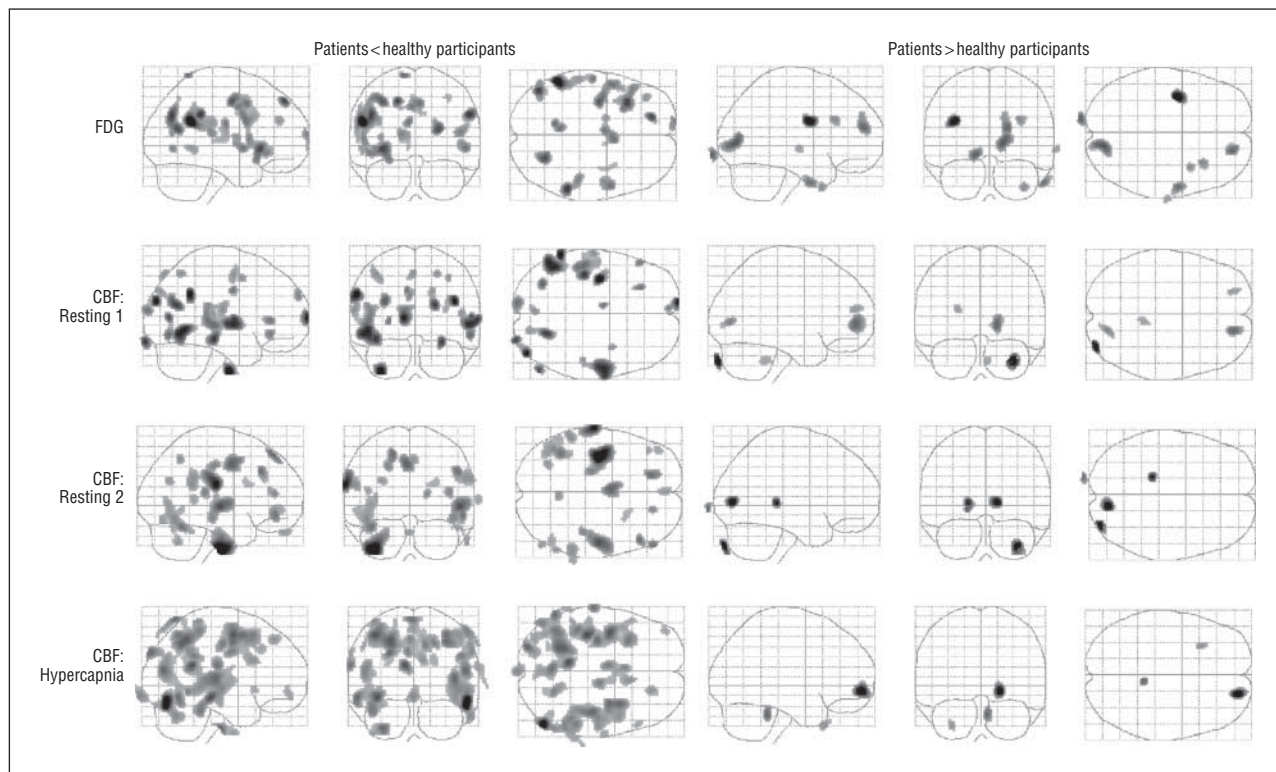 Patients<healthy participants
Patients>healthy participants
FDG
CBF:
Resting 1
CBF:
Resting 2
CBF:
Hypercapnia